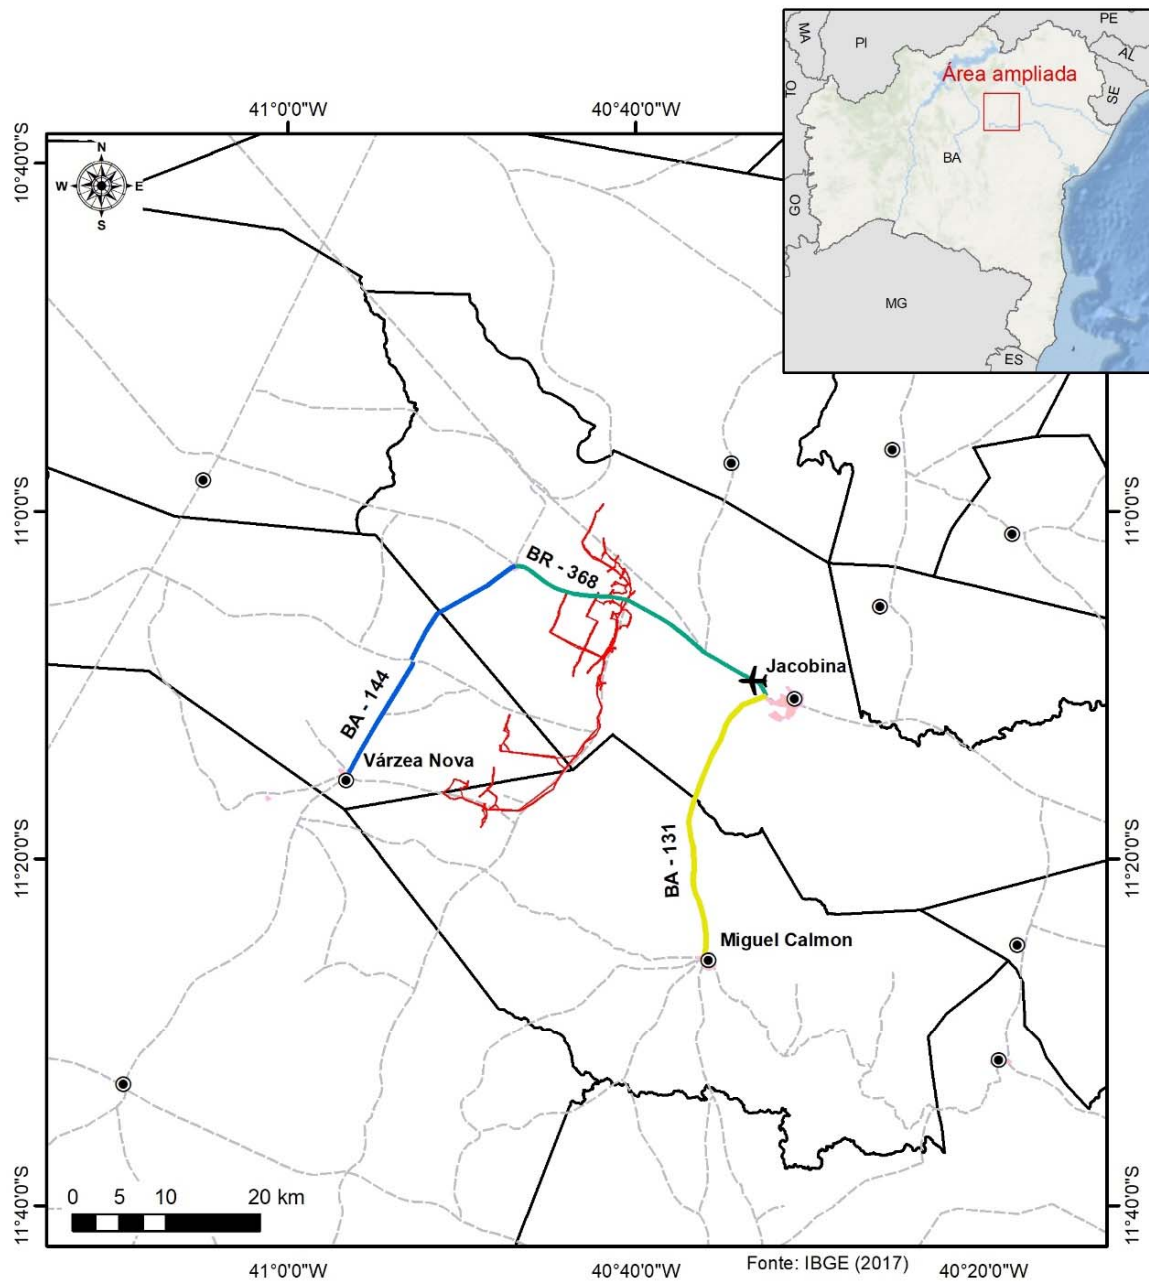 PE
MA
PI
AL
Área ampliada
TO
SE
BA
GO
MG
ES
41°0'0"W
40°40'0"W
10°40'0"S
N
W
E
S
11°0'0"S
11°0'0"S
BR - 368
Jacobina
BA - 144
Várzea Nova
BA - 131
11°20'0"S
11°20'0"S
Miguel Calmon
0 5 10 20 km
11°40'0"S
11°40'0"S
41°0'0"W
40°40'0"W
Fonte: IBGE (2017)
40°20'0"W